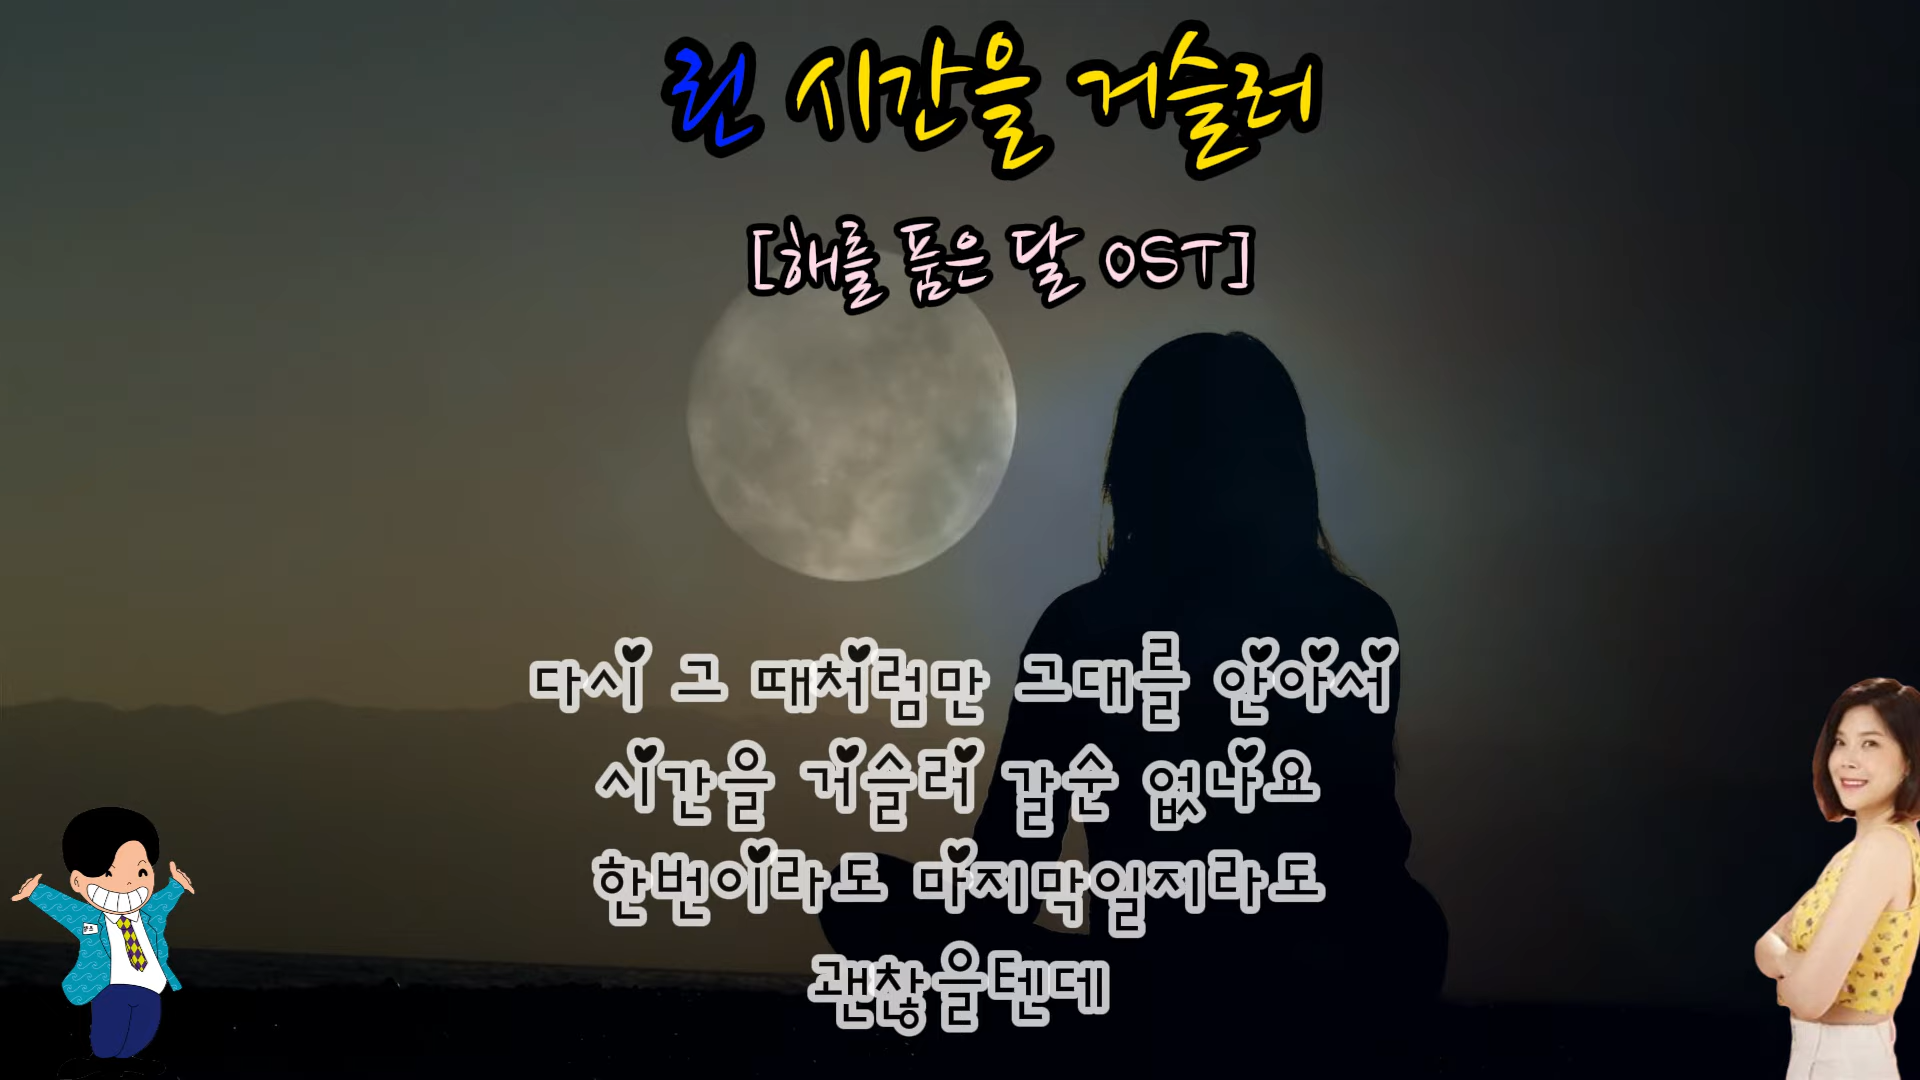 린 시간을 거슬러
[해를 품은 달 OST]
다시 그 때처럼만 그대를 안아서
시간을 거슬러 갈순 없나요
한번이라도 마지막일지라도
괜찮을텐데